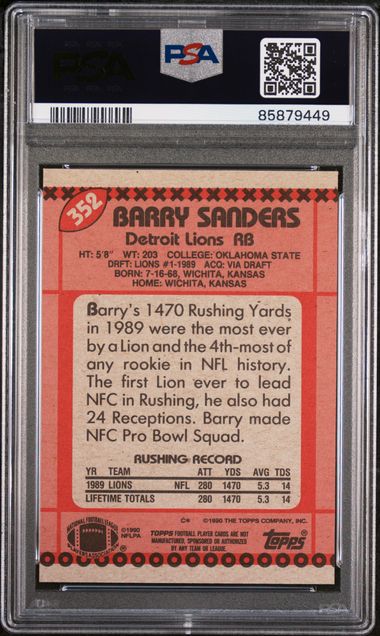 PSA
PSA
85879449
352
BARRY SANDERS
Detroit Lions RB
HT: 5'8" WT: 203 COLLEGE: OKLAHOMA STATE
DRFT: LIONS #1-1989 ACQ: VIA DRAFT
BORN: 7-16-68, WICHITA, KANSAS
HOME: WICHITA, KANSAS
Barry's 1470 Rushing Yards
in 1989 were the most ever
by a Lion and the 4th-most of
any rookie in NFL history.
The first Lion ever to lead
NFC in Rushing, he also had
24 Receptions. Barry made
NFC Pro Bowl Squad.
RUSHING RECORD
YR TEAM ATT YDS AVG TDS
1989 LIONS NFL 280 1470 5.3 14
LIFETIME TOTALS 280 1470 5.3 14
C* ©1990 THE TOPPS COMPANY, INC.
NATIONAL FOOTBALL LEAGUE
PLAYERS ASSOCIATION
©1990
NFLPA
TOPPS FOOTBALL PLAYER CARDS ARE NOT
MANUFACTURED, SPONSORED OR AUTHORIZED
BY ANY TEAM OR LEAGUE.
Topps